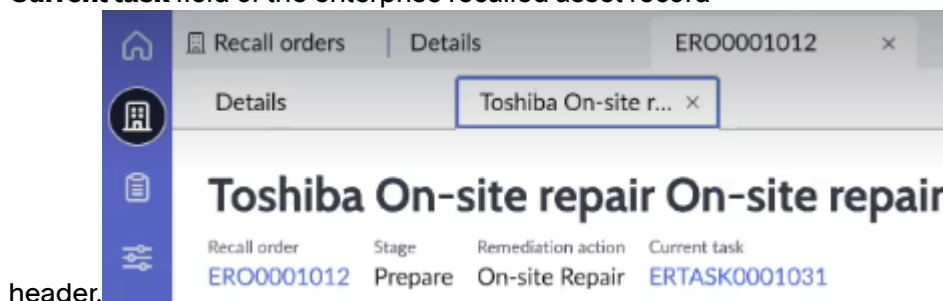 Current task field of the enterprise recalled asset record
Recall orders Details ERO0001012 ×
Details Toshiba On-site r... ×
Toshiba On-site repair On-site repair
Recall order Stage Remediation action Current task
ERO0001012 Prepare On-site Repair ERTASK0001031
header.